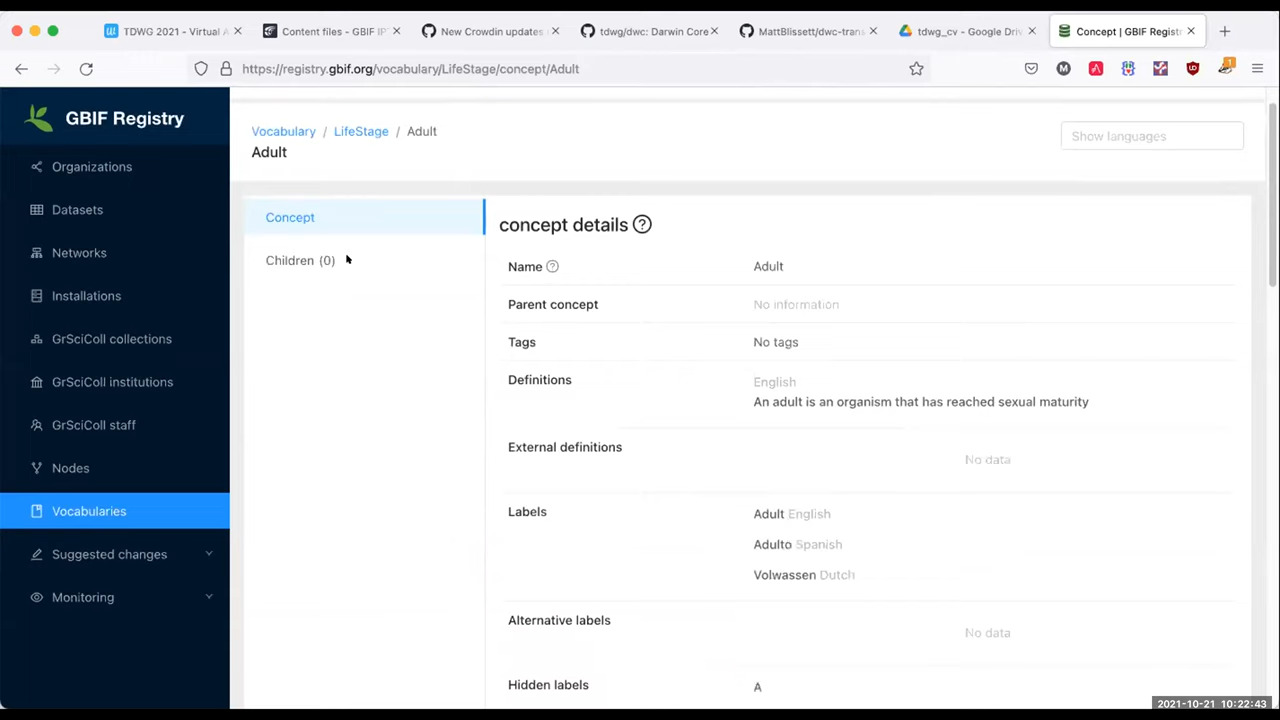 TDWG 2021 - Virtual A
Content files - GBIF IP
New Crowdin updates
tdwg/dwc: Darwin Core
MattBlissett/dwc-trans
tdwg_cv - Google Driv
Concept | GBIF Registr
https://registry.gbif.org/vocabulary/LifeStage/concept/Adult
1
GBIF Registry
Organizations
Datasets
Networks
Installations
GrSciColl collections
GrSciColl institutions
GrSciColl staff
Nodes
Vocabularies
Suggested changes
Monitoring
Vocabulary / LifeStage / Adult
Adult
Show languages
Concept
Children (0)
concept details
Name Adult
Parent concept No information
Tags No tags
Definitions English
An adult is an organism that has reached sexual maturity
External definitions
No data
Labels Adult English
Adulto Spanish
Volwassen Dutch
Alternative labels
No data
Hidden labels A
2021-10-21 10:22:43